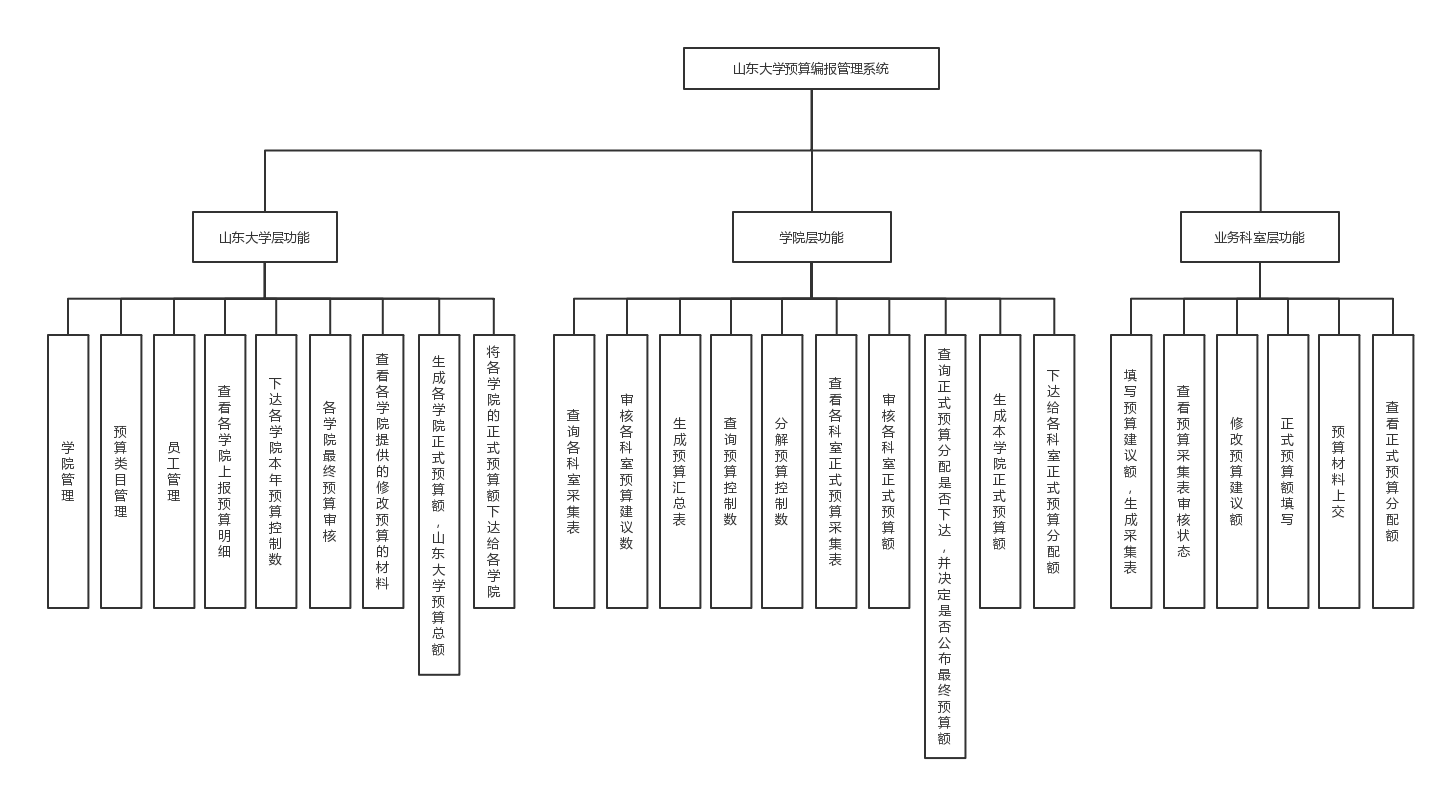 山东大学预算编报管理系统
山东大学层功能
学院层功能
业务科室层功能
学院管理
预算类目管理
员工管理
查看各学院上报预算明细
下达各学院本年预算控制数
各学院最终预算审核
查看各学院提供的修改预算的材料
生成各学院正式预算额,山东大学预算总额
将各学院的正式预算额下达给各学院
查询各科室采集表
审核各科室预算建议数
生成预算汇总表
查询预算控制数
分解预算控制数
查看各科室正式预算采集表
审核各科室正式预算额
查询正式预算分配是否下达,并决定是否公布最终预算额
生成本学院正式预算额
下达给各科室正式预算分配额
填写预算建议额,生成采集表
查看预算采集表审核状态
修改预算建议额
正式预算额填写
预算材料上交
查看正式预算分配额